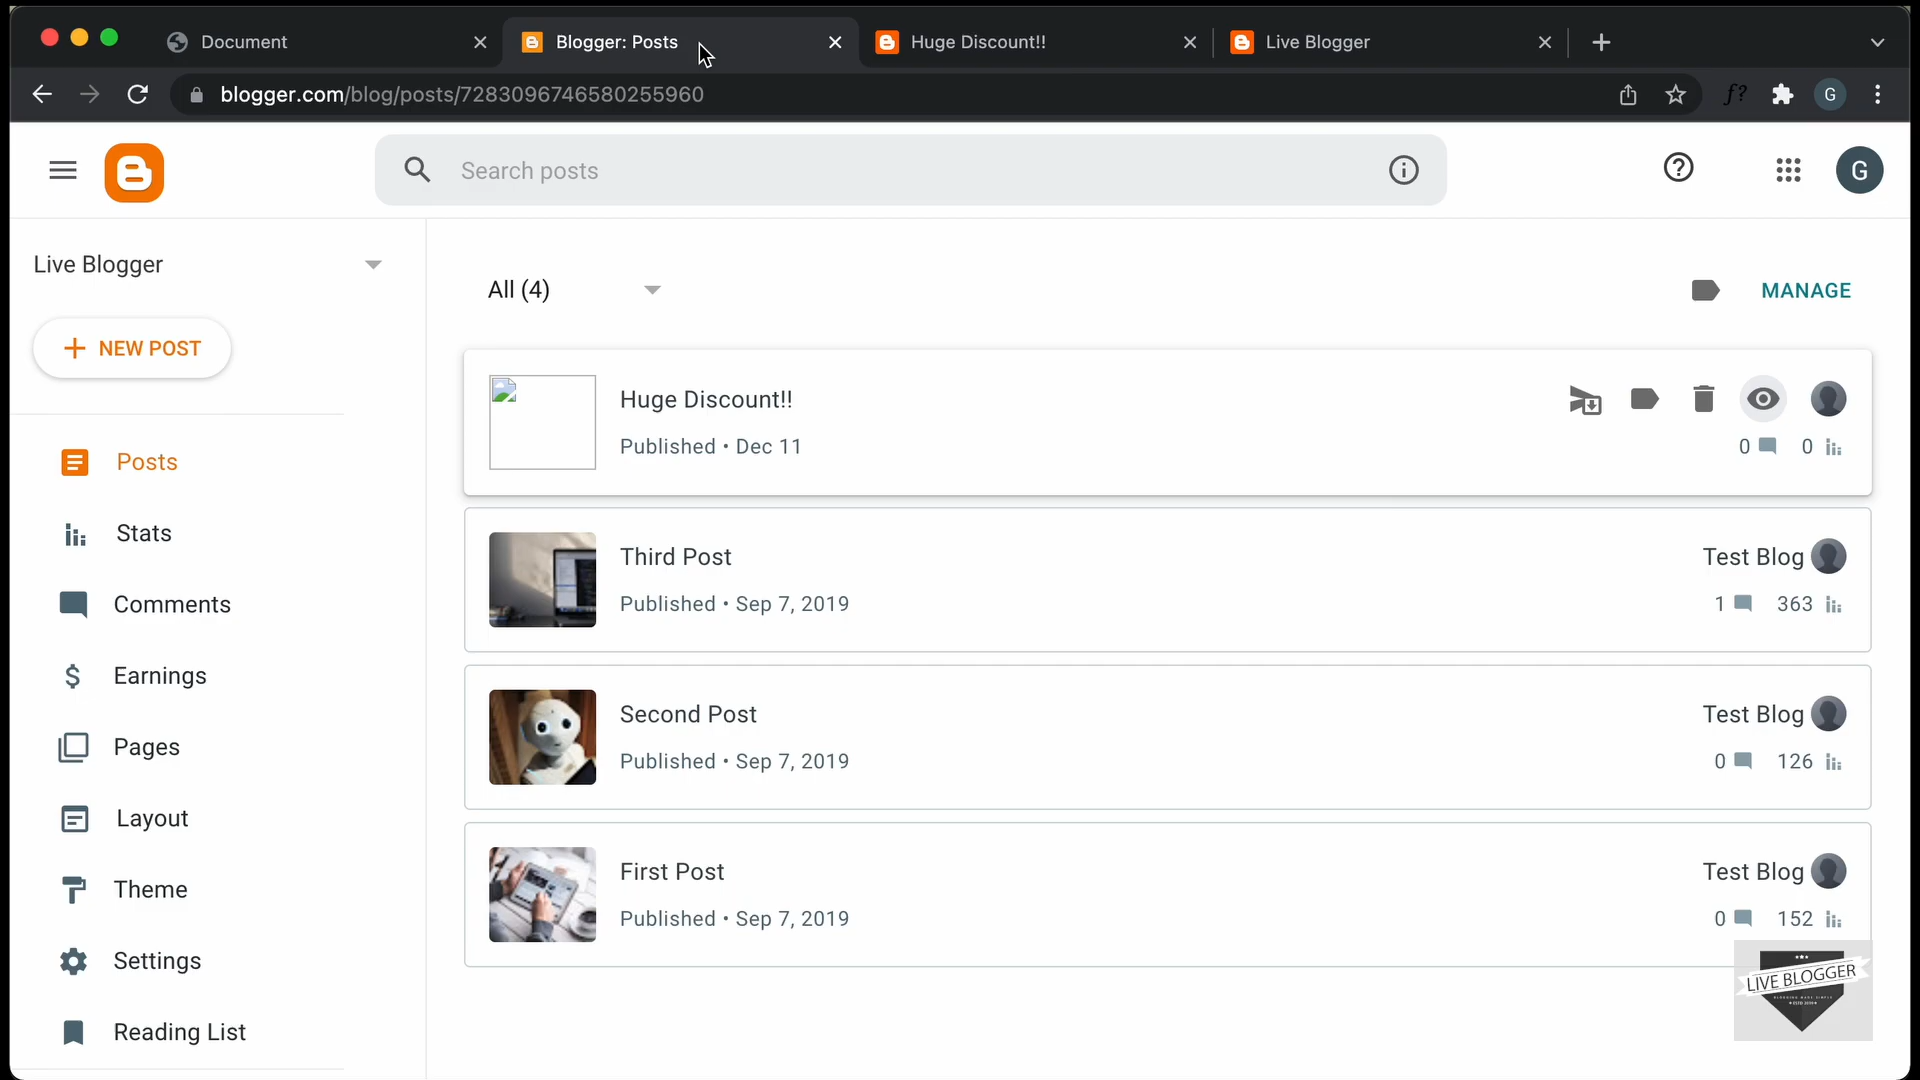 Document
Blogger: Posts
Huge Discount!!
Live Blogger
blogger.com/blog/posts/7283096746580255960
f?
G
Search posts
G
Live Blogger
NEW POST
Posts
Stats
Comments
Earnings
Pages
Layout
Theme
Settings
Reading List
All (4)
MANAGE
Huge Discount!!
Published • Dec 11
0
0
Third Post
Published • Sep 7, 2019
Test Blog
1
363
Second Post
Published • Sep 7, 2019
Test Blog
0
126
First Post
Published • Sep 7, 2019
Test Blog
0
152
LIVE BLOGGER